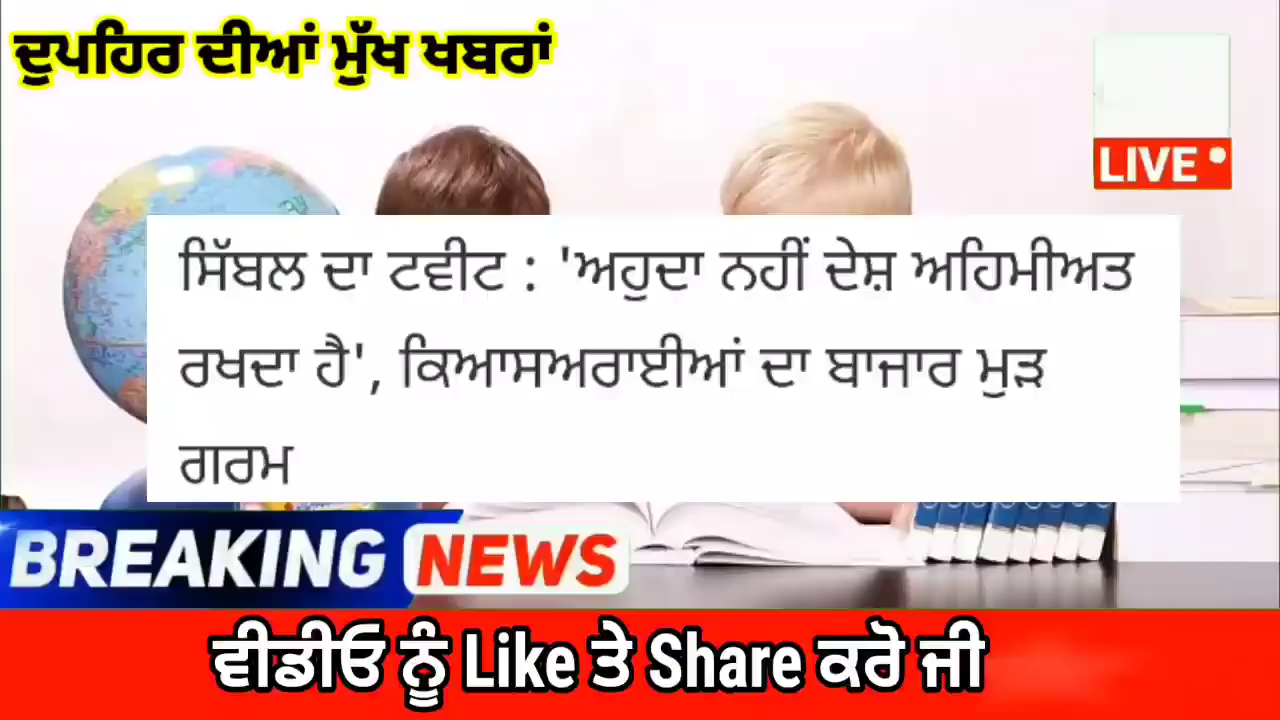 ਦੁਪਹਿਰ ਦੀਆਂ ਮੁੱਖ ਖਬਰਾਂ
LIVE
ਸਿੱਬਲ ਦਾ ਟਵੀਟ : 'ਅਹੁਦਾ ਨਹੀਂ ਦੇਸ਼ ਅਹਿਮੀਅਤ
ਰਖਦਾ ਹੈ', ਕਿਆਸਅਰਾਈਆਂ ਦਾ ਬਾਜਾਰ ਮੁੜ
ਗਰਮ
BREAKING NEWS
ਵੀਡੀਓ ਨੂੰ Like ਤੇ Share ਕਰੋ ਜੀ